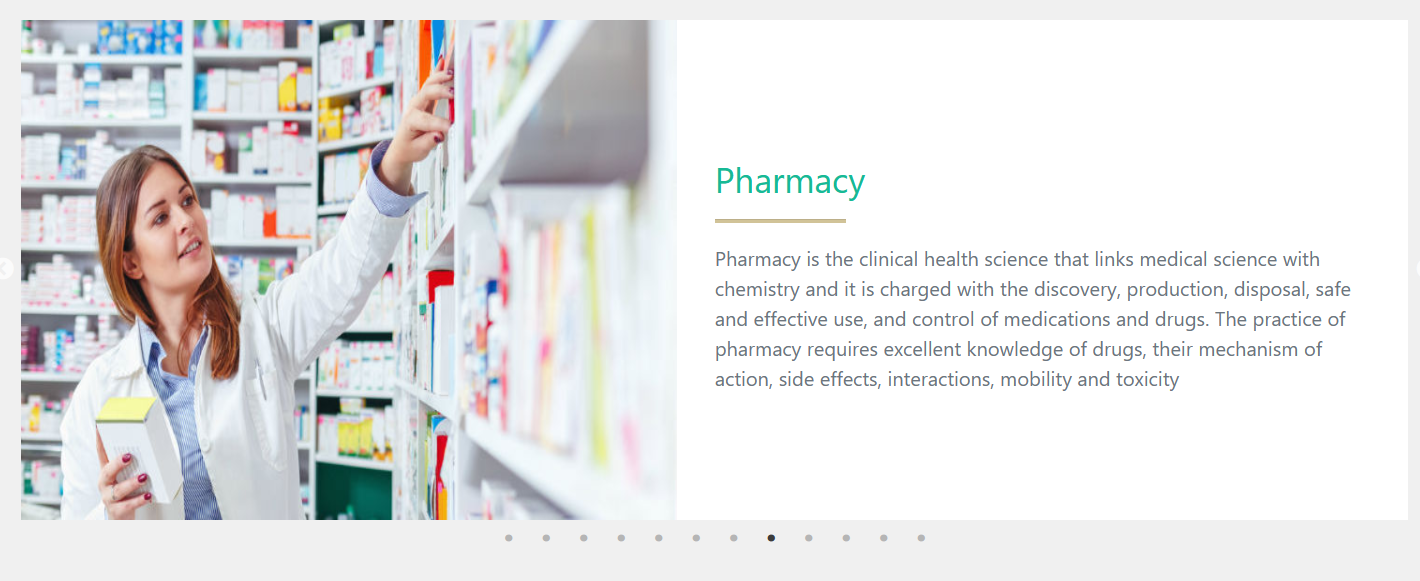 Pharmacy
Pharmacy is the clinical health science that links medical science with
chemistry and it is charged with the discovery, production, disposal, safe
and effective use, and control of medications and drugs. The practice of
pharmacy requires excellent knowledge of drugs, their mechanism of
action, side effects, interactions, mobility and toxicity